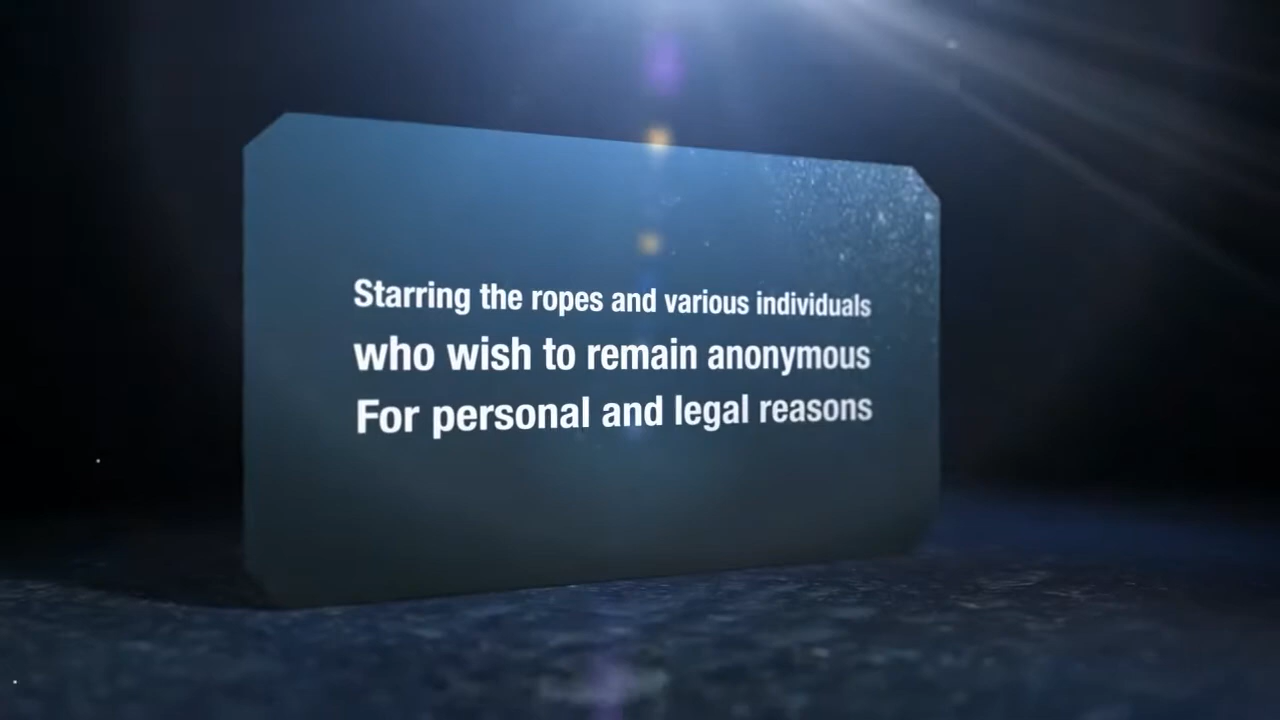 Starring the ropes and various individuals
who wish to remain anonymous
For personal and legal reasons